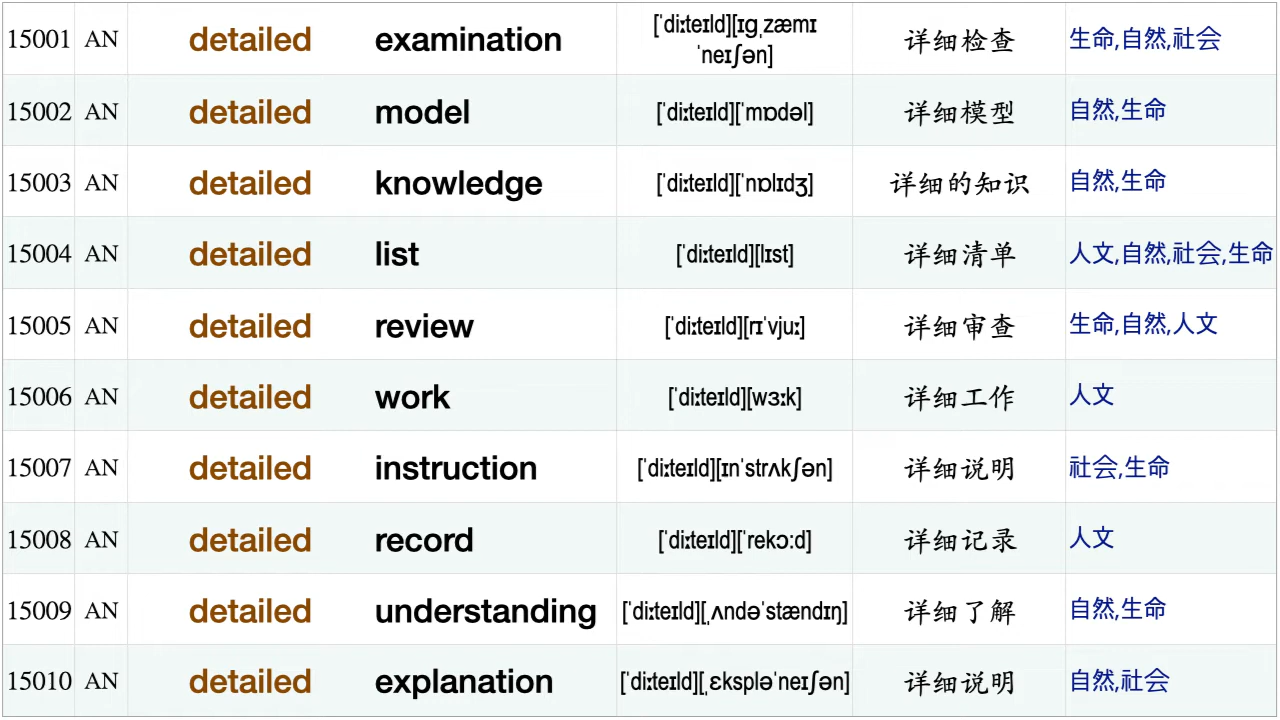 15001 AN detailed examination [ˈdiːteɪld][ɪɡˌzæmɪˈneɪʃən] 详细检查 生命,自然,社会
15002 AN detailed model [ˈdiːteɪld][ˈmɒdəl] 详细模型 自然,生命
15003 AN detailed knowledge [ˈdiːteɪld][ˈnɒlɪdʒ] 详细的知识 自然,生命
15004 AN detailed list [ˈdiːteɪld][lɪst] 详细清单 人文,自然,社会,生命
15005 AN detailed review [ˈdiːteɪld][rɪˈvjuː] 详细审查 生命,自然,人文
15006 AN detailed work [ˈdiːteɪld][wɜːk] 详细工作 人文
15007 AN detailed instruction [ˈdiːteɪld][ɪnˈstrʌkʃən] 详细说明 社会,生命
15008 AN detailed record [ˈdiːteɪld][ˈrekɔːd] 详细记录 人文
15009 AN detailed understanding [ˈdiːteɪld][ˌʌndəˈstændɪŋ] 详细了解 自然,生命
15010 AN detailed explanation [ˈdiːteɪld][ˌɛkspləˈneɪʃən] 详细说明 自然,社会